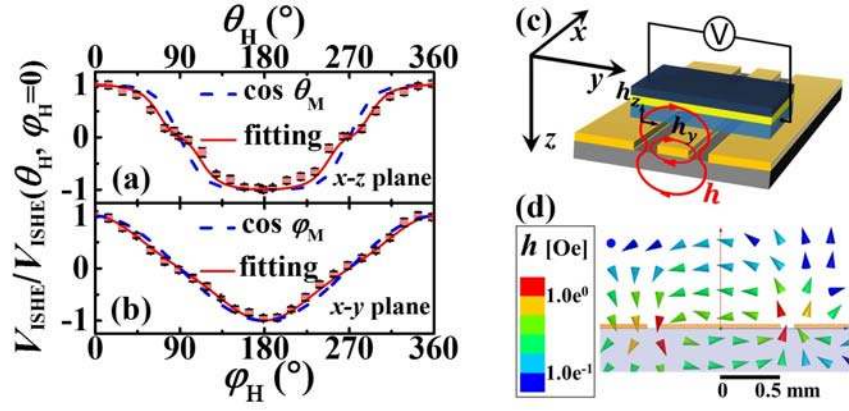 θH (°)
0 90 180 270 360
VISHE/VISHE(θH, φH=0)
1
0
-1
cos θM
fitting
(a)
x-z plane
1
0
-1
cos φM
fitting
(b)
x-y plane
0 90 180 270 360
φH (°)
(c)
x
y
z
V
hz
hy
h
(d)
h [Oe]
1.0e0
1.0e-1
0 0.5 mm